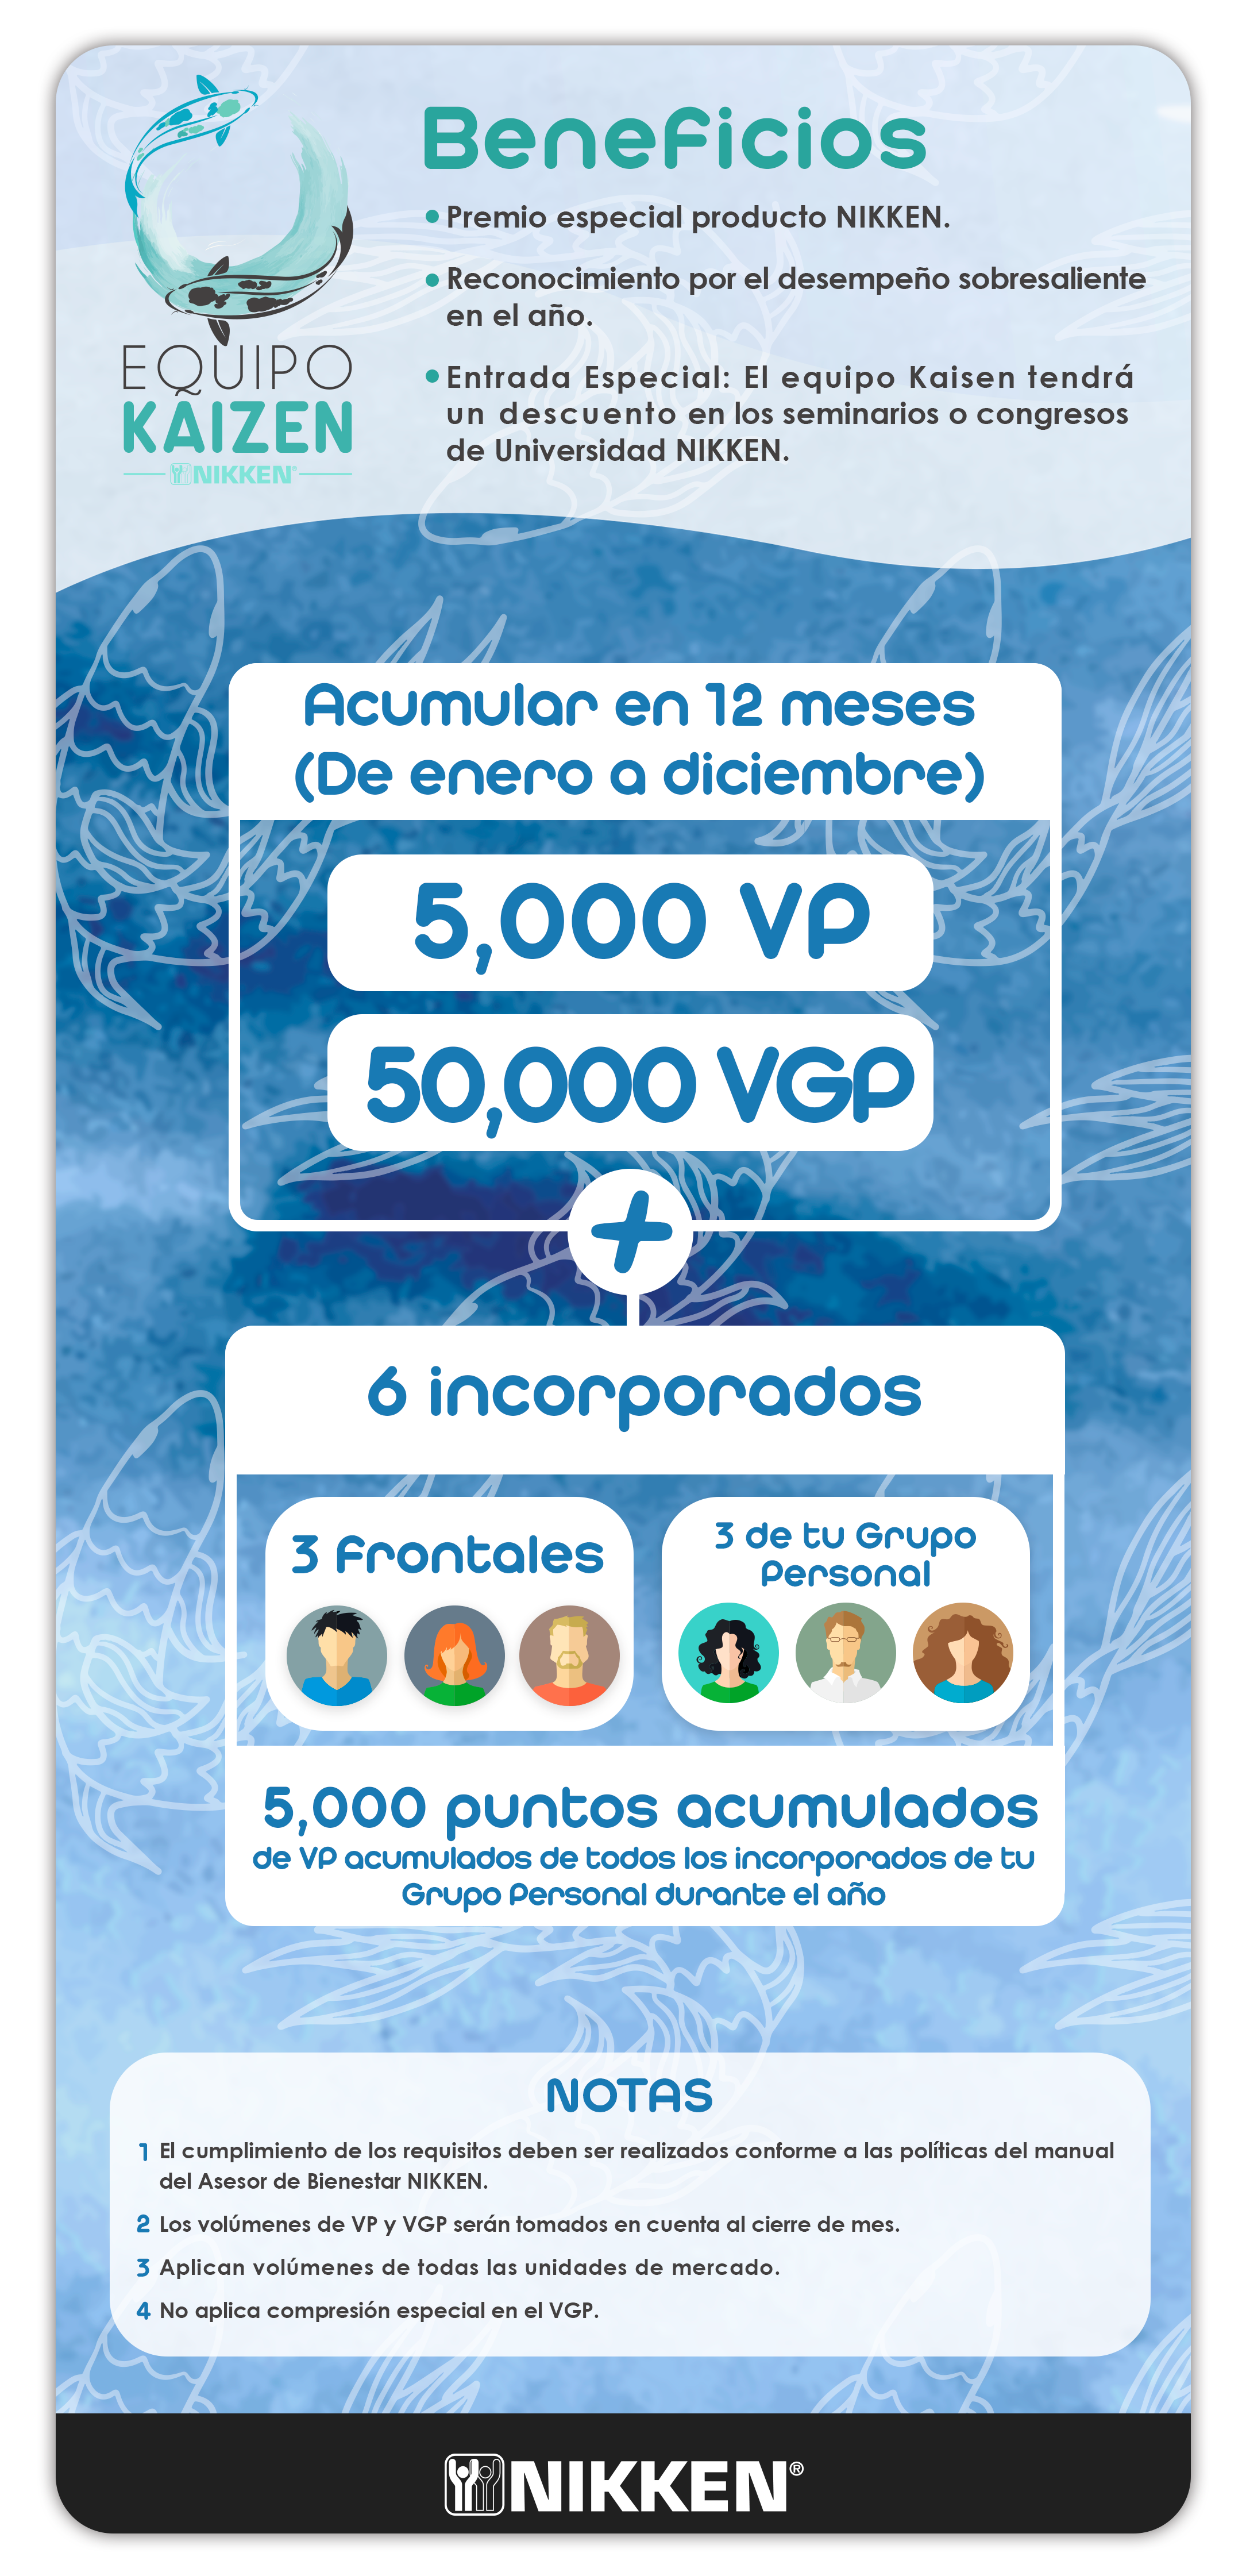 EQUIPO
KAIZEN
NIKKEN®
Beneficios
• Premio especial producto NIKKEN.
• Reconocimiento por el desempeño sobresaliente
en el año.
• Entrada Especial: El equipo Kaisen tendrá
un descuento en los seminarios o congresos
de Universidad NIKKEN.
Acumular en 12 meses
(De enero a diciembre)
5,000 VP
50,000 VGP
+
6 incorporados
3 Frontales
3 de tu Grupo
Personal
5,000 puntos acumulados
de VP acumulados de todos los incorporados de tu
Grupo Personal durante el año
NOTAS
1 El cumplimiento de los requisitos deben ser realizados conforme a las políticas del manual
del Asesor de Bienestar NIKKEN.
2 Los volúmenes de VP y VGP serán tomados en cuenta al cierre de mes.
3 Aplican volúmenes de todas las unidades de mercado.
4 No aplica compresión especial en el VGP.
NIKKEN®